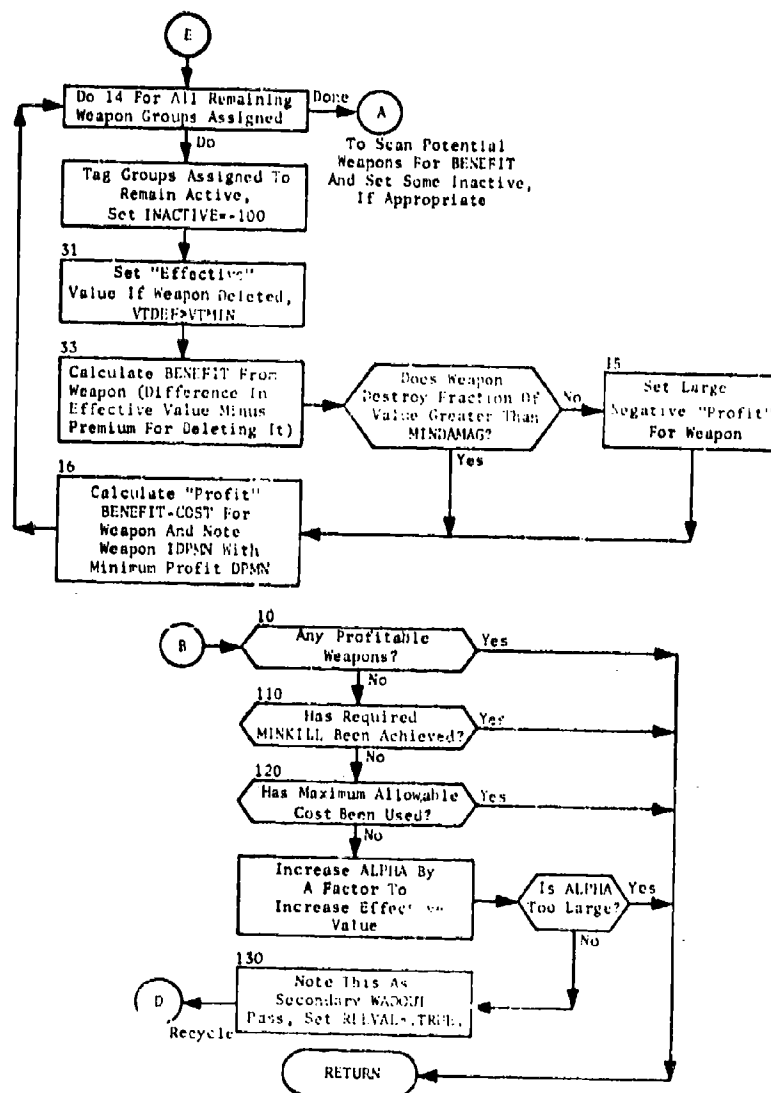 E
Do 14 For All Remaining
Weapon Groups Assigned
Done
A
Do
To Scan Potential
Weapons For BENEFIT
And Set Some Inactive,
If Appropriate
Tag Groups Assigned To
Remain Active,
Set INACTIVE=-100
31
Set "Effective"
Value If Weapon Deleted,
VTDEF>VTMIN
33
Calculate BENEFIT From
Weapon (Difference In
Effective Value Minus
Premium For Deleting It)
Does Weapon
Destroy Fraction Of
Value Greater Than
MINDAMAG?
No
Yes
15
Set Large
Negative "Profit"
For Weapon
16
Calculate "Profit"
BENEFIT-COST For
Weapon And Note
Weapon IDPMN With
Minimum Profit DPMN
B
10
Any Profitable
Weapons?
Yes
No
110
Has Required
MINKILL Been Achieved?
Yes
No
120
Has Maximum Allowable
Cost Been Used?
Yes
No
Increase ALPHA By
A Factor To
Increase Effective
Value
Is ALPHA
Too Large?
Yes
No
130
Note This As
Secondary
Pass, Set
D
Recycle
RETURN